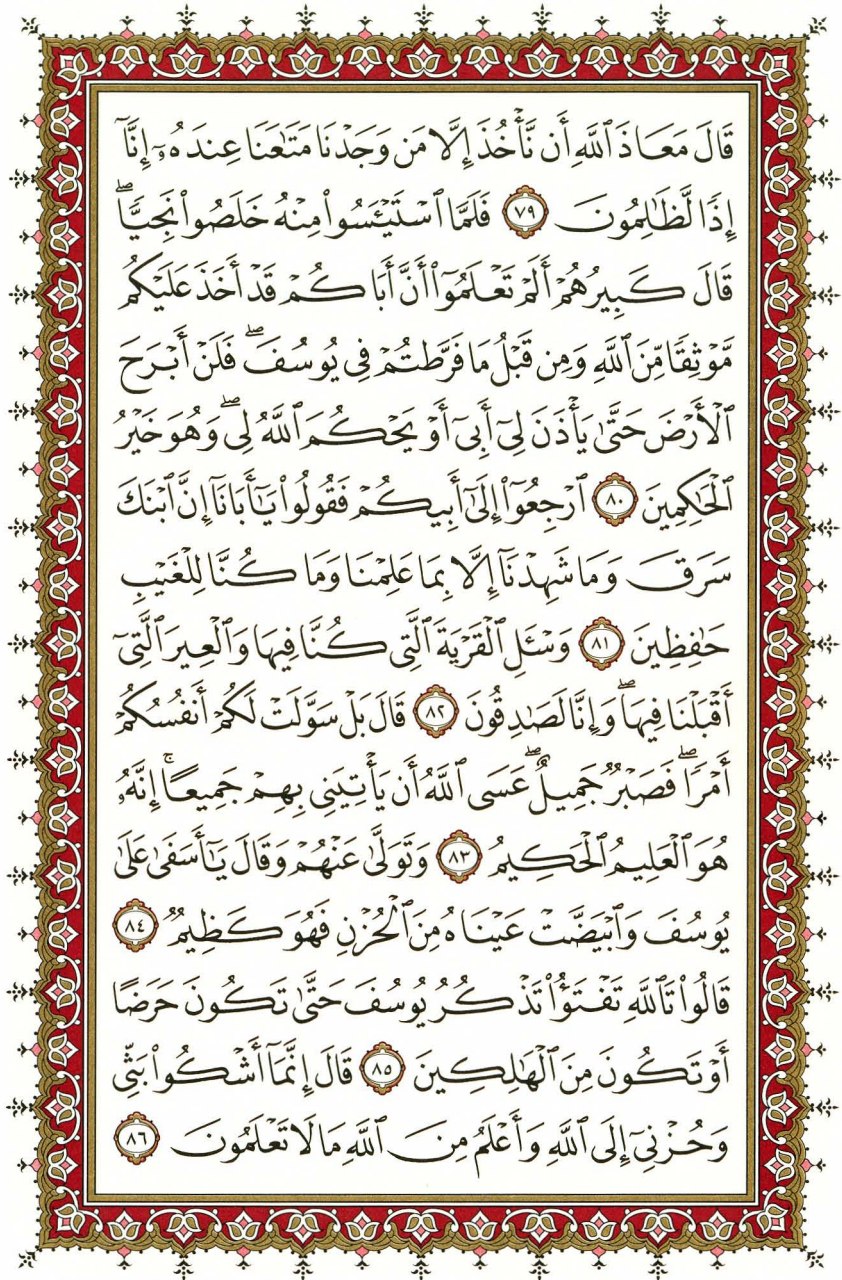 قَالَ مَعَاذَ ٱللَّهِ أَن نَّأْخُذَ إِلَّا مَن وَجَدْنَا مَتَٰعَنَا عِندَهُۥٓ إِنَّآ
إِذًا لَّظَٰلِمُونَ ٧٩ فَلَمَّا ٱسْتَيْـَٔسُوا۟ مِنْهُ خَلَصُوا۟ نَجِيًّا ۖ
قَالَ كَبِيرُهُمْ أَلَمْ تَعْلَمُوٓا۟ أَنَّ أَبَاكُمْ قَدْ أَخَذَ عَلَيْكُم
مَّوْثِقًا مِّنَ ٱللَّهِ وَمِن قَبْلُ مَا فَرَّطتُمْ فِى يُوسُفَ ۖ فَلَنْ أَبْرَحَ
ٱلْأَرْضَ حَتَّىٰ يَأْذَنَ لِىٓ أَبِىٓ أَوْ يَحْكُمَ ٱللَّهُ لِى ۖ وَهُوَ خَيْرُ
ٱلْحَٰكِمِينَ ٨٠ ٱرْجِعُوٓا۟ إِلَىٰٓ أَبِيكُمْ فَقُولُوا۟ يَٰٓأَبَانَآ إِنَّ ٱبْنَكَ
سَرَقَ وَمَا شَهِدْنَآ إِلَّا بِمَا عَلِمْنَا وَمَا كُنَّا لِلْغَيْبِ
حَٰفِظِينَ ٨١ وَسْـَٔلِ ٱلْقَرْيَةَ ٱلَّتِى كُنَّا فِيهَا وَٱلْعِيرَ ٱلَّتِىٓ
أَقْبَلْنَا فِيهَا ۖ وَإِنَّا لَصَٰدِقُونَ ٨٢ قَالَ بَلْ سَوَّلَتْ لَكُمْ أَنفُسُكُمْ
أَمْرًا ۖ فَصَبْرٌ جَمِيلٌ ۖ عَسَى ٱللَّهُ أَن يَأْتِيَنِى بِهِمْ جَمِيعًا ۚ إِنَّهُۥ
هُوَ ٱلْعَلِيمُ ٱلْحَكِيمُ ٨٣ وَتَوَلَّىٰ عَنْهُمْ وَقَالَ يَٰٓأَسَفَىٰ عَلَىٰ
يُوسُفَ وَٱبْيَضَّتْ عَيْنَاهُ مِنَ ٱلْحُزْنِ فَهُوَ كَظِيمٌ ٨٤
قَالُوا۟ تَٱللَّهِ تَفْتَؤُا۟ تَذْكُرُ يُوسُفَ حَتَّىٰ تَكُونَ حَرَضًا
أَوْ تَكُونَ مِنَ ٱلْهَٰلِكِينَ ٨٥ قَالَ إِنَّمَآ أَشْكُوا۟ بَثِّى
وَحُزْنِىٓ إِلَى ٱللَّهِ وَأَعْلَمُ مِنَ ٱللَّهِ مَا لَا تَعْلَمُونَ ٨٦